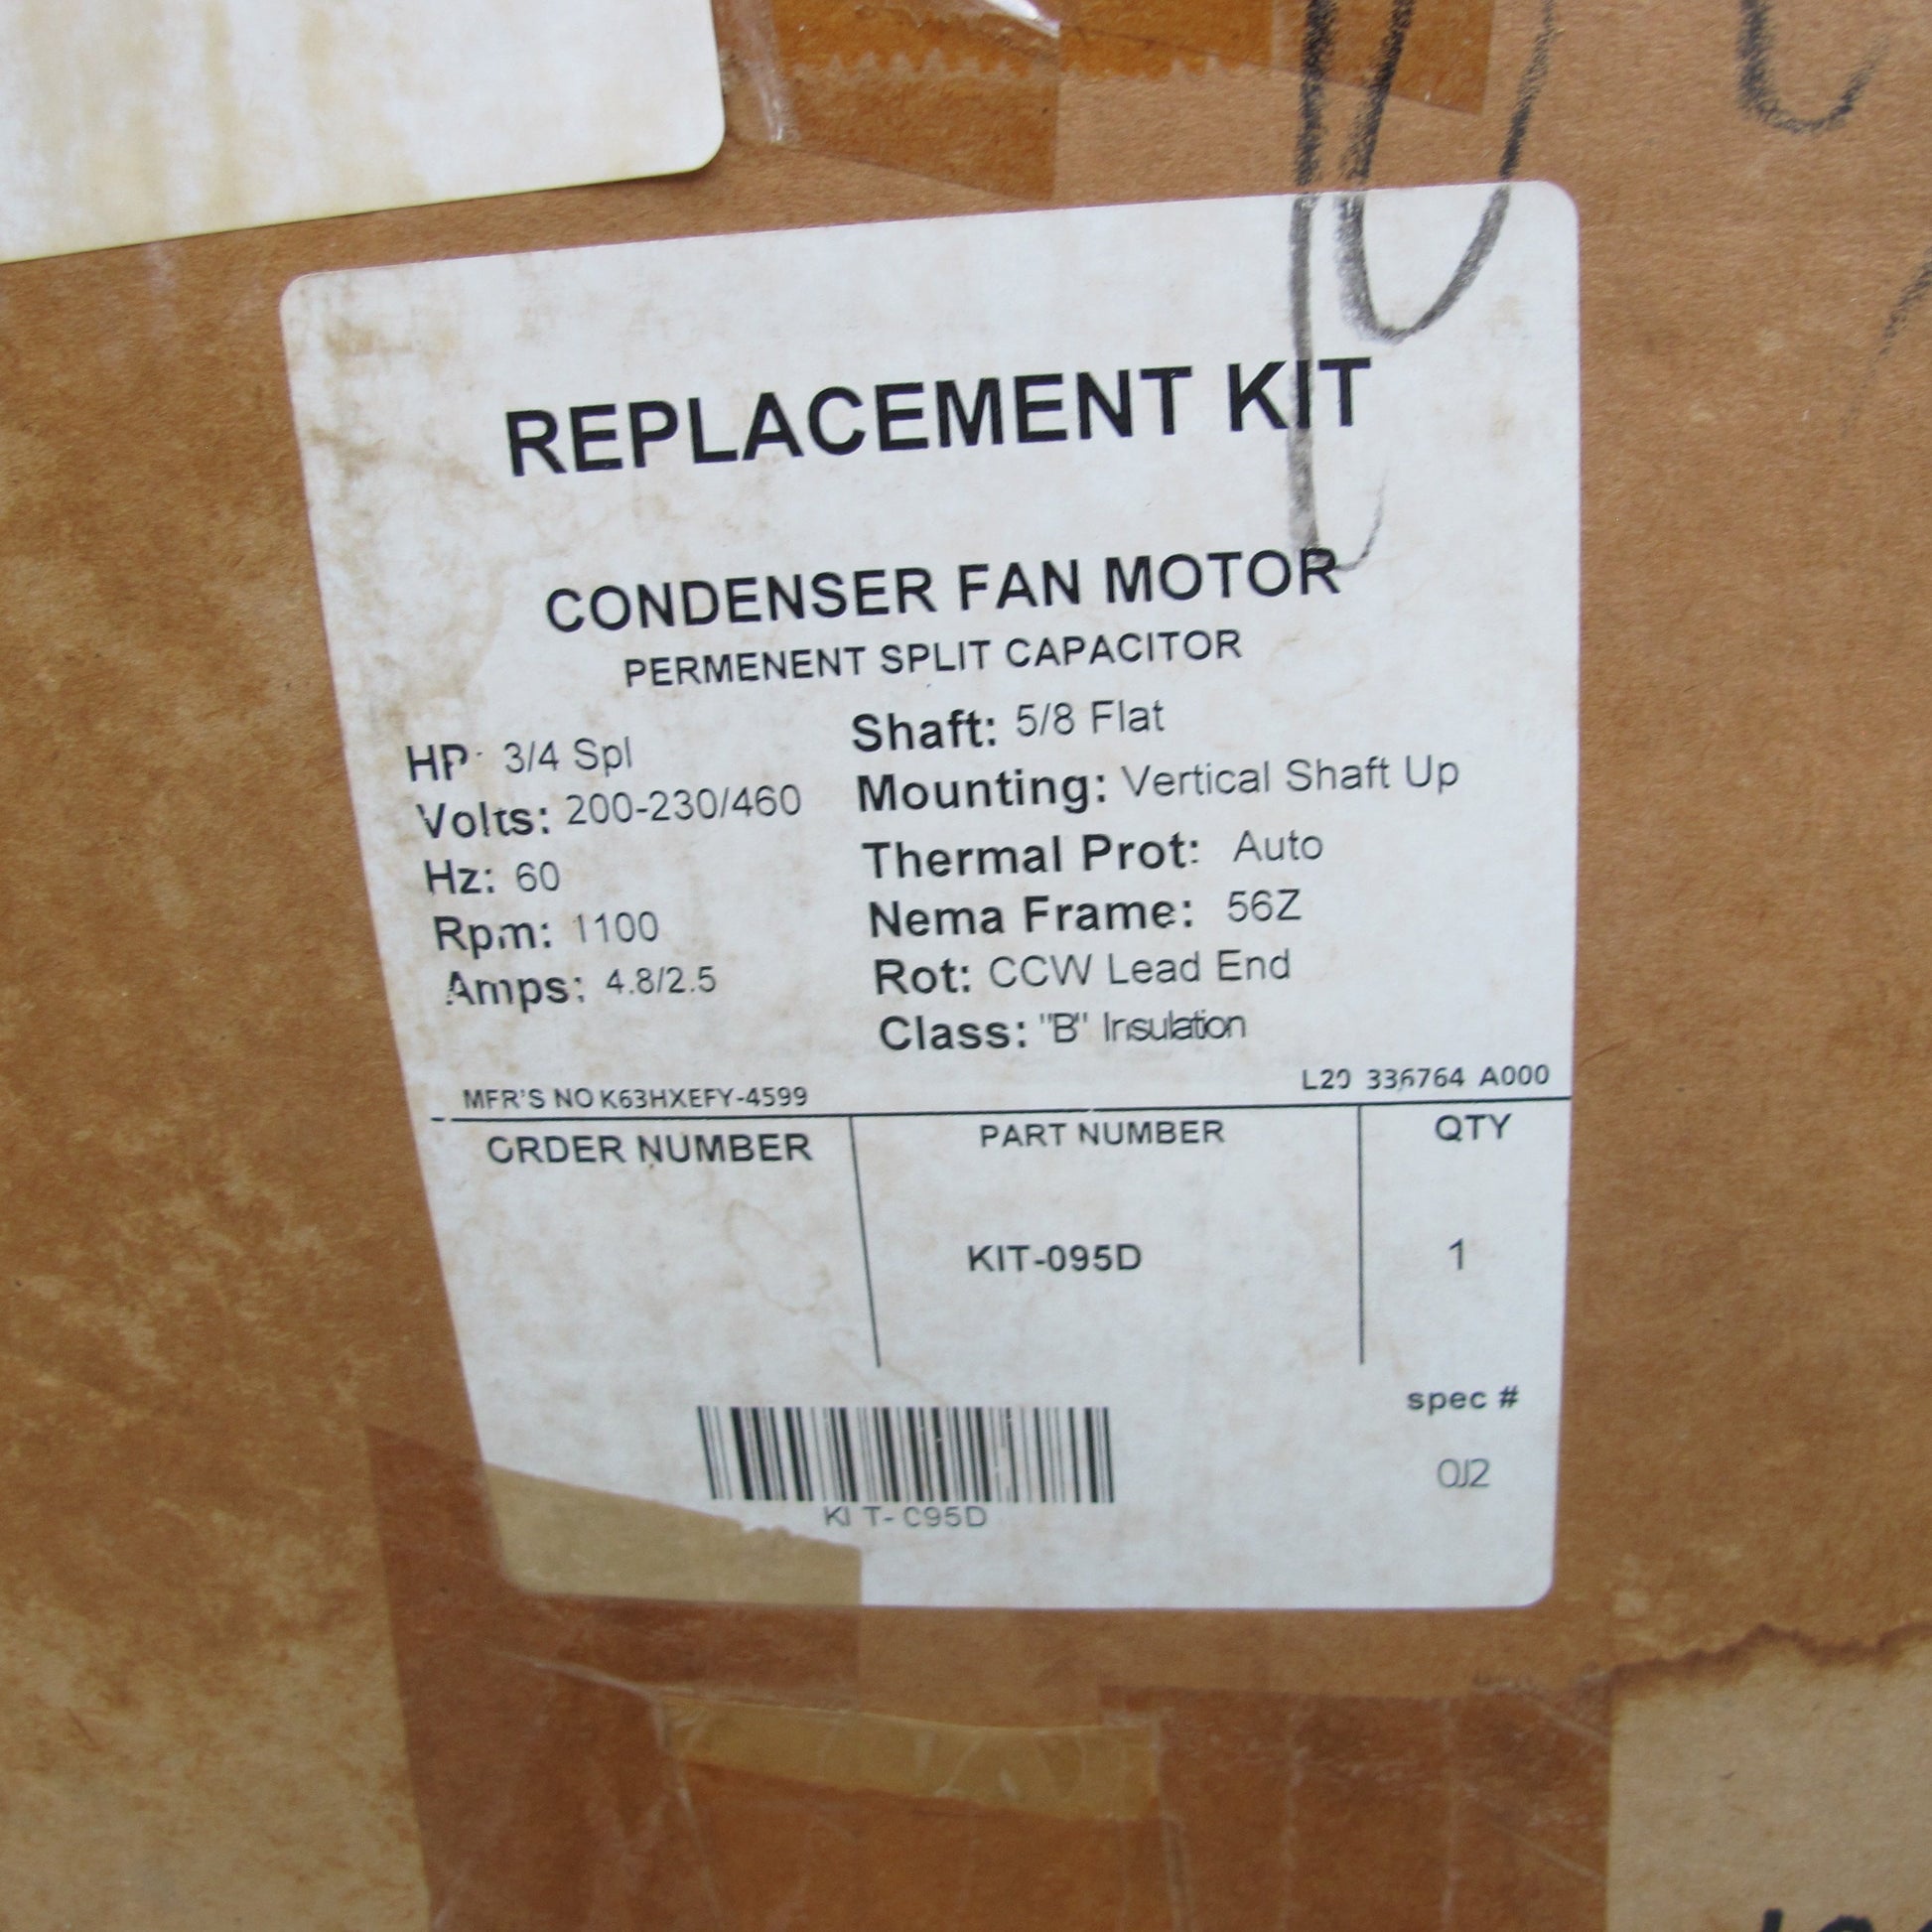 REPLACEMENT KIT
CONDENSER FAN MOTOR
PERMENENT SPLIT CAPACITOR
HP: 3/4 Spl
Volts: 200-230/460
Hz: 60
Rpm: 1100
Amps: 4.8/2.5
Shaft: 5/8 Flat
Mounting: Vertical Shaft Up
Thermal Prot: Auto
Nema Frame: 56Z
Rot: CCW Lead End
Class: "B" Insulation
MFR'S NO K63HXEFY-4599
L20 336764 A000
ORDER NUMBER
PART NUMBER
QTY
KIT-095D
1
spec #
KIT-095D